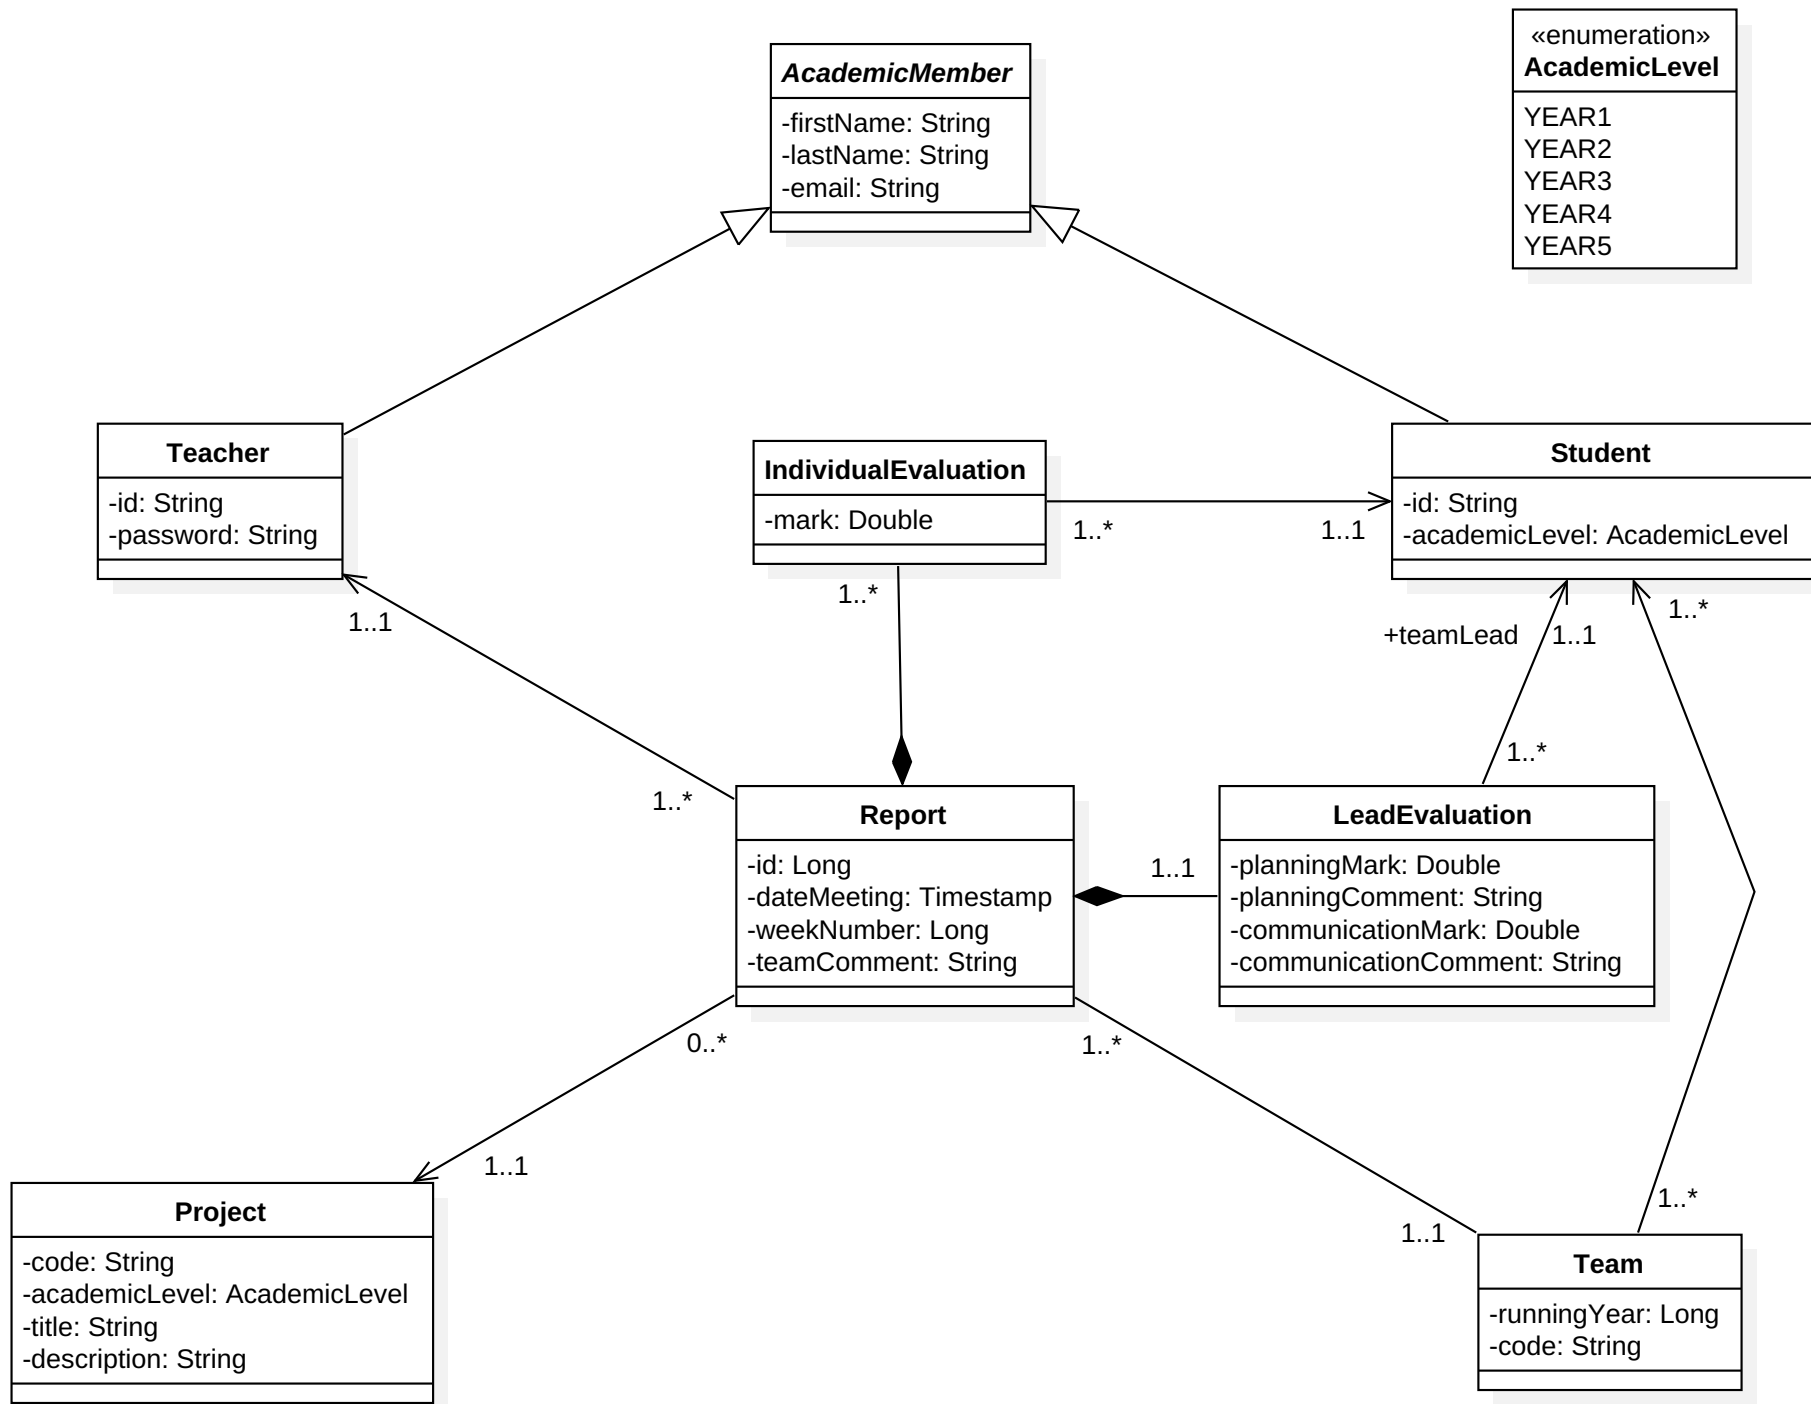 «enumeration»
AcademicLevel
YEAR1
YEAR2
YEAR3
YEAR4
YEAR5
AcademicMember
-firstName: String
-lastName: String
-email: String
Teacher
-id: String
-password: String
IndividualEvaluation
-mark: Double
Student
-id: String
-academicLevel: AcademicLevel
1..*
1..1
1..*
1..1
+teamLead
1..1
1..*
1..*
1..*
Report
-id: Long
-dateMeeting: Timestamp
-weekNumber: Long
-teamComment: String
1..1
LeadEvaluation
-planningMark: Double
-planningComment: String
-communicationMark: Double
-communicationComment: String
0..*
1..*
1..1
1..1
1..*
Project
-code: String
-academicLevel: AcademicLevel
-title: String
-description: String
Team
-runningYear: Long
-code: String